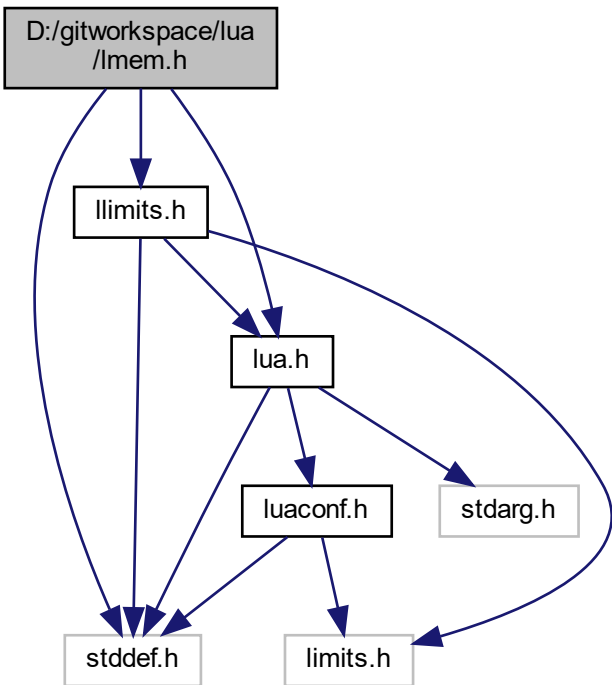 D:/gitworkspace/lua
/lmem.h
llimits.h
lua.h
luaconf.h
stdarg.h
stddef.h
limits.h